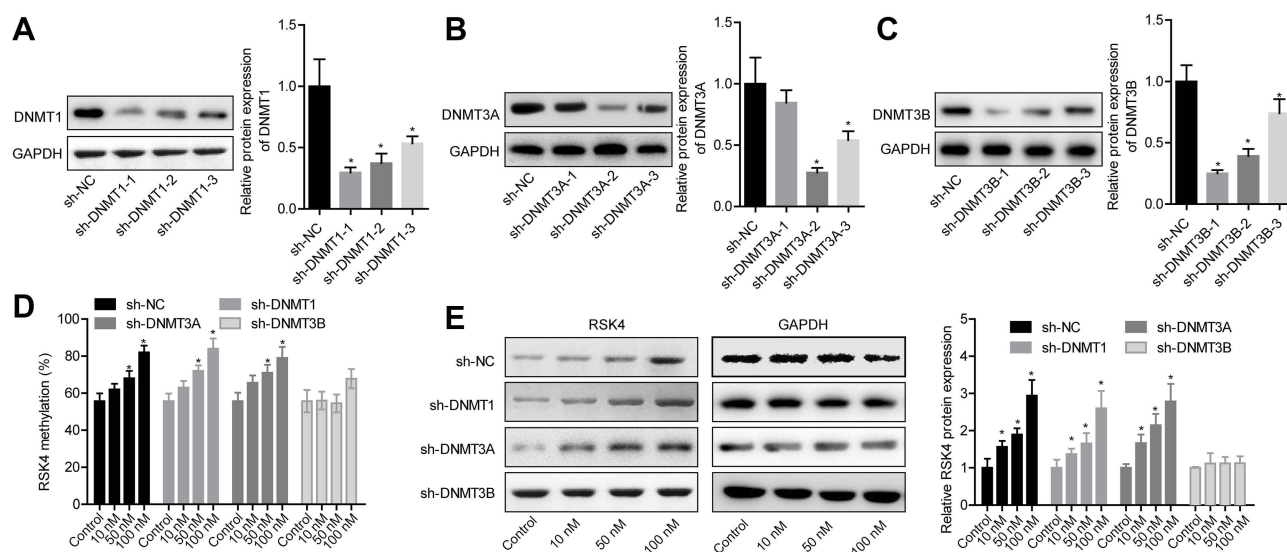 A
DNMT1
GAPDH
sh-NC
sh-DNMT1-1
sh-DNMT1-2
sh-DNMT1-3
Relative protein expression
of DNMT1
1.5
1.0
0.5
0.0
*
*
*
sh-NC
sh-DNMT1-1
sh-DNMT1-2
sh-DNMT1-3
B
DNMT3A
GAPDH
sh-NC
sh-DNMT3A-1
sh-DNMT3A-2
sh-DNMT3A-3
Relative protein expression
of DNMT3A
1.5
1.0
0.5
0.0
*
*
sh-NC
sh-DNMT3A-1
sh-DNMT3A-2
sh-DNMT3A-3
C
DNMT3B
GAPDH
sh-NC
sh-DNMT3B-1
sh-DNMT3B-2
sh-DNMT3B-3
Relative protein expression
of DNMT3B
1.5
1.0
0.5
0.0
*
*
*
sh-NC
sh-DNMT3B-1
sh-DNMT3B-2
sh-DNMT3B-3
D
sh-NC
sh-DNMT1
sh-DNMT3A
sh-DNMT3B
RSK4 methylation (%)
100
80
60
40
20
0
*
*
*
*
*
*
Control
10 nM
50 nM
100 nM
Control
10 nM
50 nM
100 nM
Control
10 nM
50 nM
100 nM
Control
10 nM
50 nM
100 nM
E
RSK4
GAPDH
sh-NC
sh-DNMT1
sh-DNMT3A
sh-DNMT3B
Control
10 nM
50 nM
100 nM
Control
10 nM
50 nM
100 nM
Relative RSK4 protein expression
5
4
3
2
1
0
sh-NC
sh-DNMT3A
sh-DNMT1
sh-DNMT3B
*
*
*
*
*
*
*
*
*
Control
10 nM
50 nM
100 nM
Control
10 nM
50 nM
100 nM
Control
10 nM
50 nM
100 nM
Control
10 nM
50 nM
100 nM